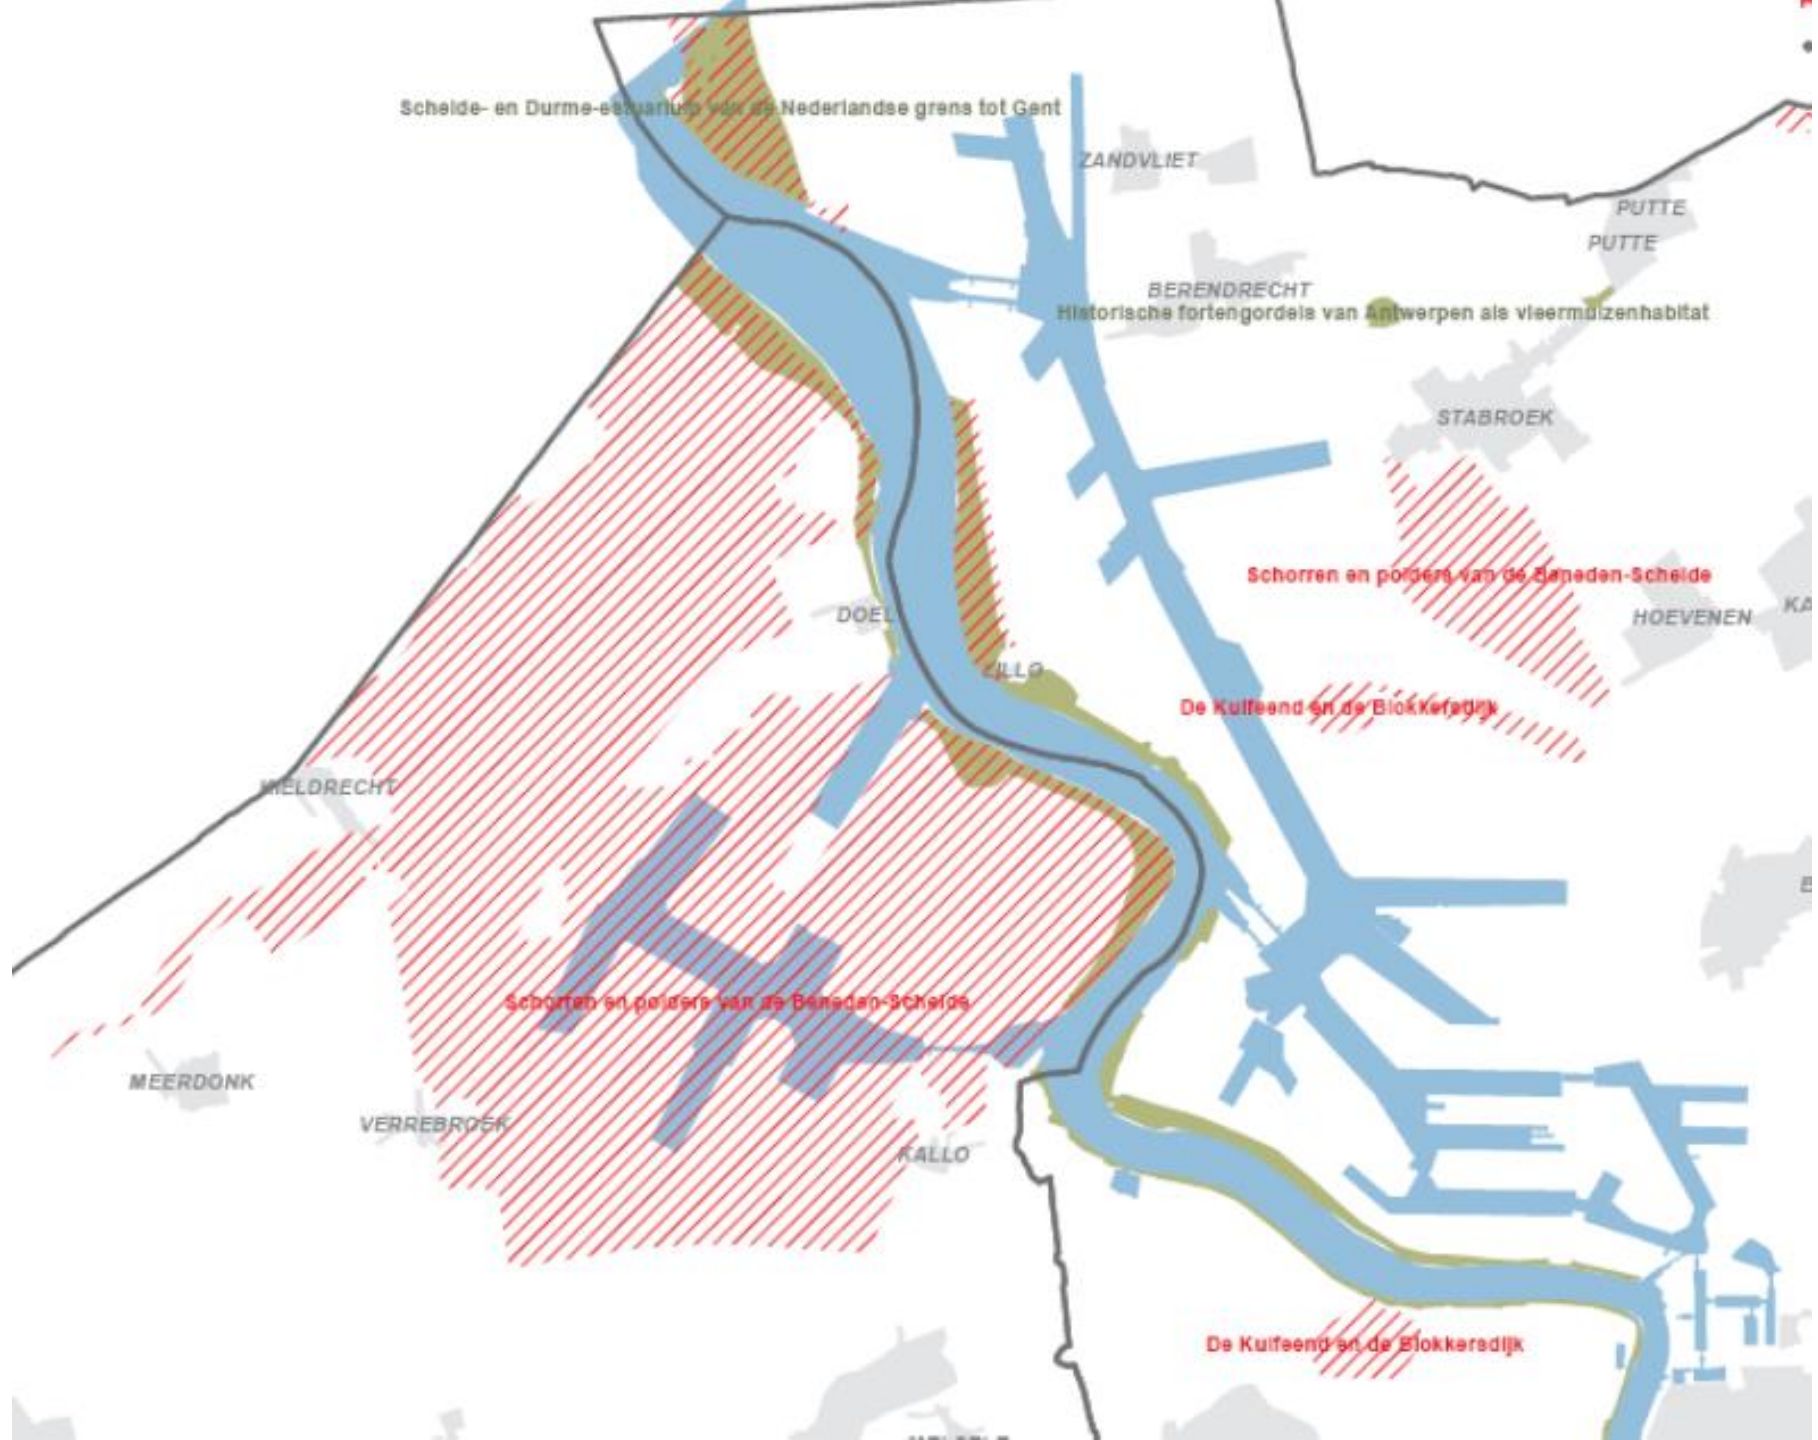 Schelde- en Durme-estuarium van de Nederlandse grens tot Gent
ZANDVLIET
PUTTE
PUTTE
BERENDRECHT
Historische fortengordels van Antwerpen als vleermuizenhabitat
STABROEK
Schorren en polders van de Beneden-Schelde
KA
DOEL
HOEVENEN
LILLO
De Kuifeend en de Blokkersdijk
KIELDRECHT
Schorren en polders van de Beneden-Schelde
MEERDONK
VERREBROEK
KALLO
De Kuifeend en de Blokkersdijk